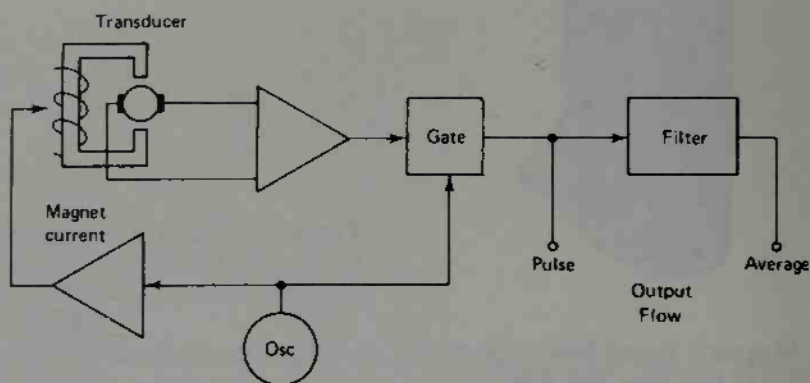 Transducer
Gate
Filter
Magnet
current
Pulse
Average
Output
Flow
Osc